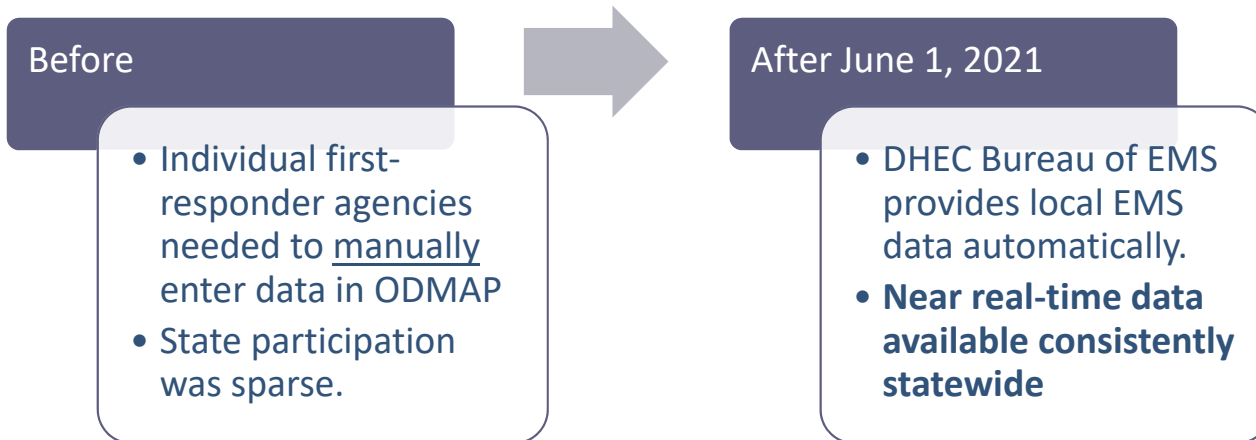 Before
• Individual first-
responder agencies
needed to manually
enter data in ODMAP
• State participation
was sparse.
After June 1, 2021
• DHEC Bureau of EMS
provides local EMS
data automatically.
• Near real-time data
available consistently
statewide